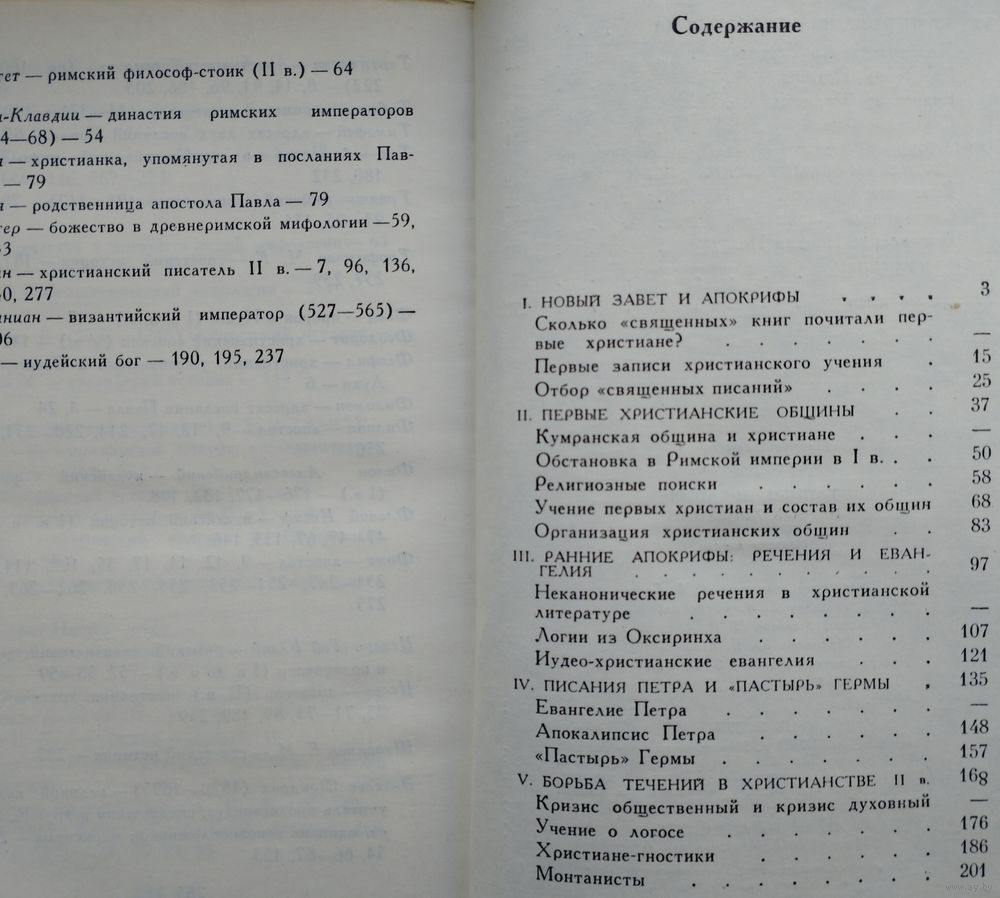 тет — римский философ-стоик (II в.) — 64
-Клавдии — династия римских императоров
4—68) — 54
— христианка, упомянутая в посланиях Пав-
— 79
— родственница апостола Павла — 79
тер — божество в древнеримской мифологии — 59,
3
ин — христианский писатель II в. — 7, 96, 136,
0, 277
иниан — византийский император (527—565) —
06
— иудейский бог — 190, 195, 237
Содержание
I. НОВЫЙ ЗАВЕТ И АПОКРИФЫ . . . . 3
Сколько «священных» книг почитали пер-
вые христиане? . . . . . . . —
Первые записи христианского учения . 15
Отбор «священных писаний» . . . . 25
II. ПЕРВЫЕ ХРИСТИАНСКИЕ ОБЩИНЫ . . 37
Кумранская община и христиане . . . —
Обстановка в Римской империи в I в. . . 50
Религиозные поиски . . . . . . 58
Учение первых христиан и состав их общин 68
Организация христианских общин . . 83
III. РАННИЕ АПОКРИФЫ: РЕЧЕНИЯ И ЕВАН-
ГЕЛИЯ . . . . . . . . . . 97
Неканонические речения в христианской
литературе . . . . . . . . —
Логии из Оксиринха . . . . . . 107
Иудео-христианские евангелия . . . 121
IV. ПИСАНИЯ ПЕТРА И «ПАСТЫРЬ» ГЕРМЫ . 135
Евангелие Петра . . . . . . . —
Апокалипсис Петра . . . . . . 148
«Пастырь» Гермы . . . . . . . 157
V. БОРЬБА ТЕЧЕНИЙ В ХРИСТИАНСТВЕ II в. 168
Кризис общественный и кризис духовный —
Учение о логосе . . . . . . . 176
Христиане-гностики . . . . . . 186
Монтанисты . . . . . . . 201